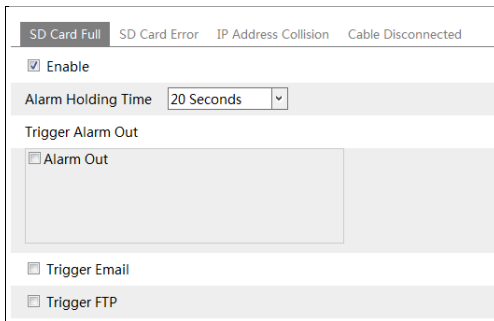 SD Card Full SD Card Error IP Address Collision Cable Disconnected
Enable
Alarm Holding Time 20 Seconds
Trigger Alarm Out
Alarm Out
Trigger Email
Trigger FTP